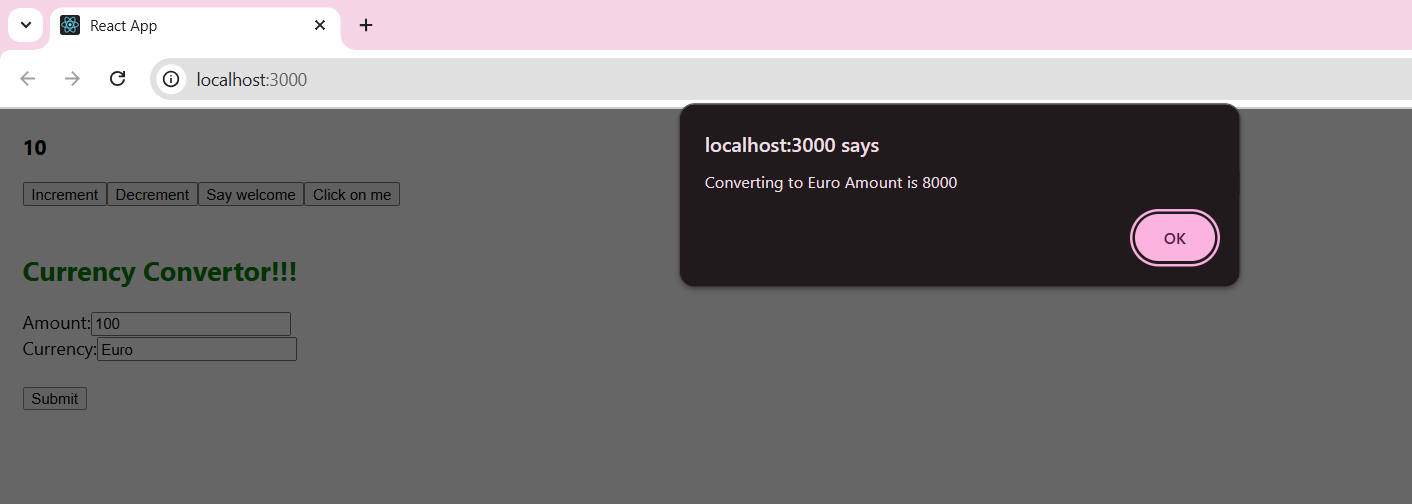 React App
localhost:3000
localhost:3000 says
Converting to Euro Amount is 8000
OK
10
Increment Decrement Say welcome Click on me
Currency Convertor!!!
Amount: 100
Currency: Euro
Submit